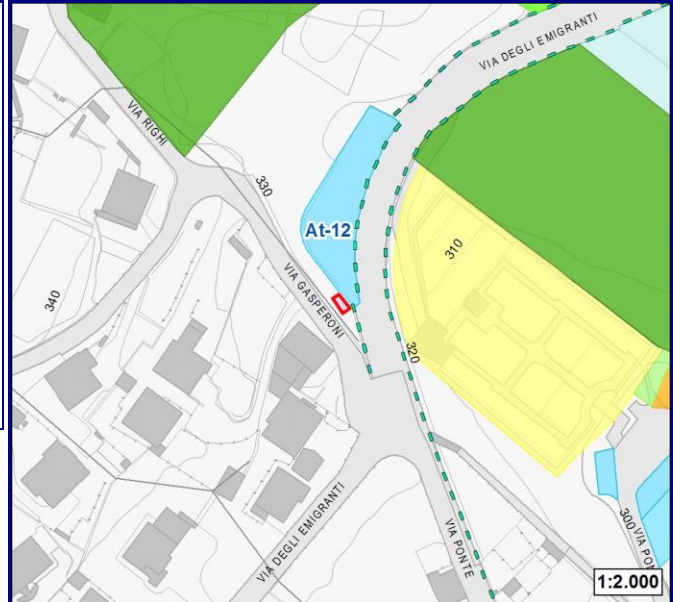 VIA DEGLI EMIGRANTI
VIA RIGHI
330
At-12
310
340
VIA GASPERONI
320
VIA DEGLI EMIGRANTI
VIA PONTE
300
VIA PON
1:2.000